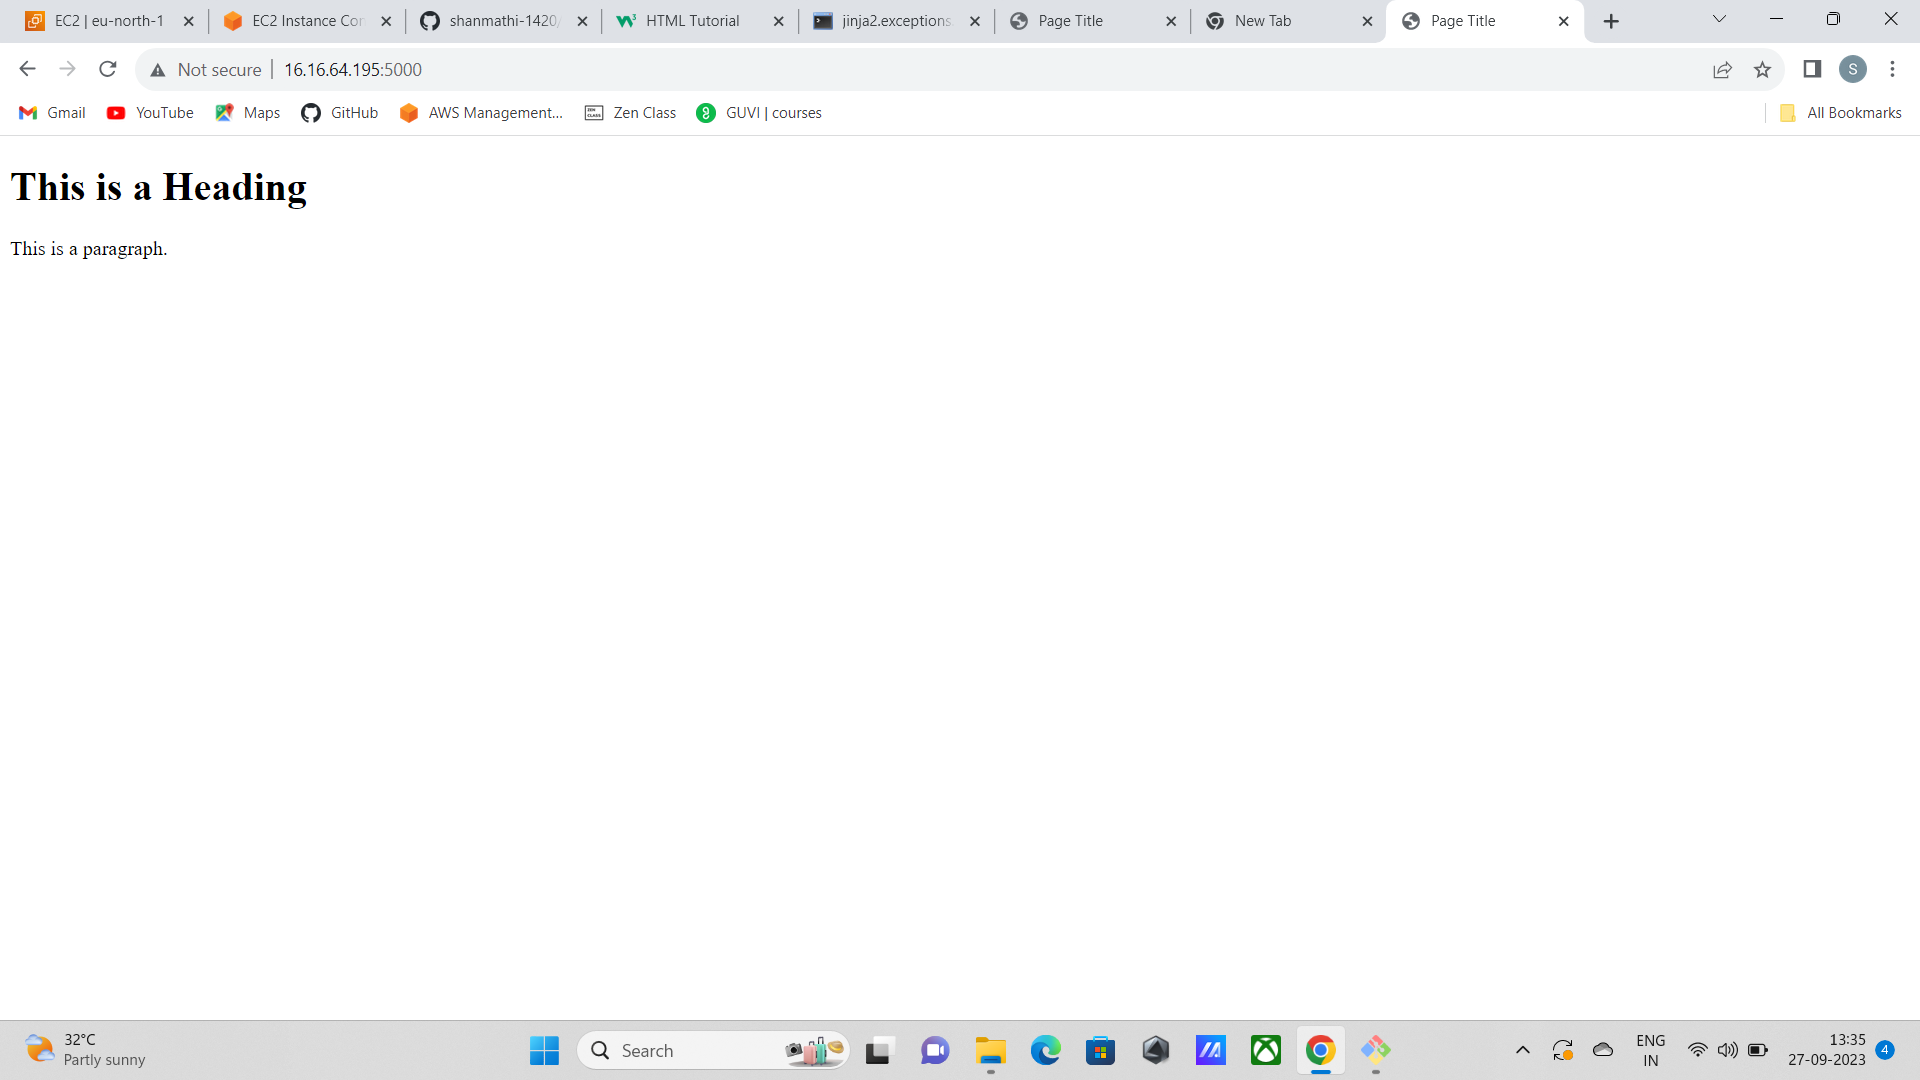 EC2 | eu-north-1
EC2 Instance Con
shanmathi-1420/
HTML Tutorial
jinja2.exceptions.
Page Title
New Tab
Page Title
Not secure
16.16.64.195:5000
S
Gmail
YouTube
Maps
GitHub
AWS Management...
Zen Class
GUVI | courses
All Bookmarks
This is a Heading
This is a paragraph.
32°C
Partly sunny
Search
ENG
IN
13:35
27-09-2023
4